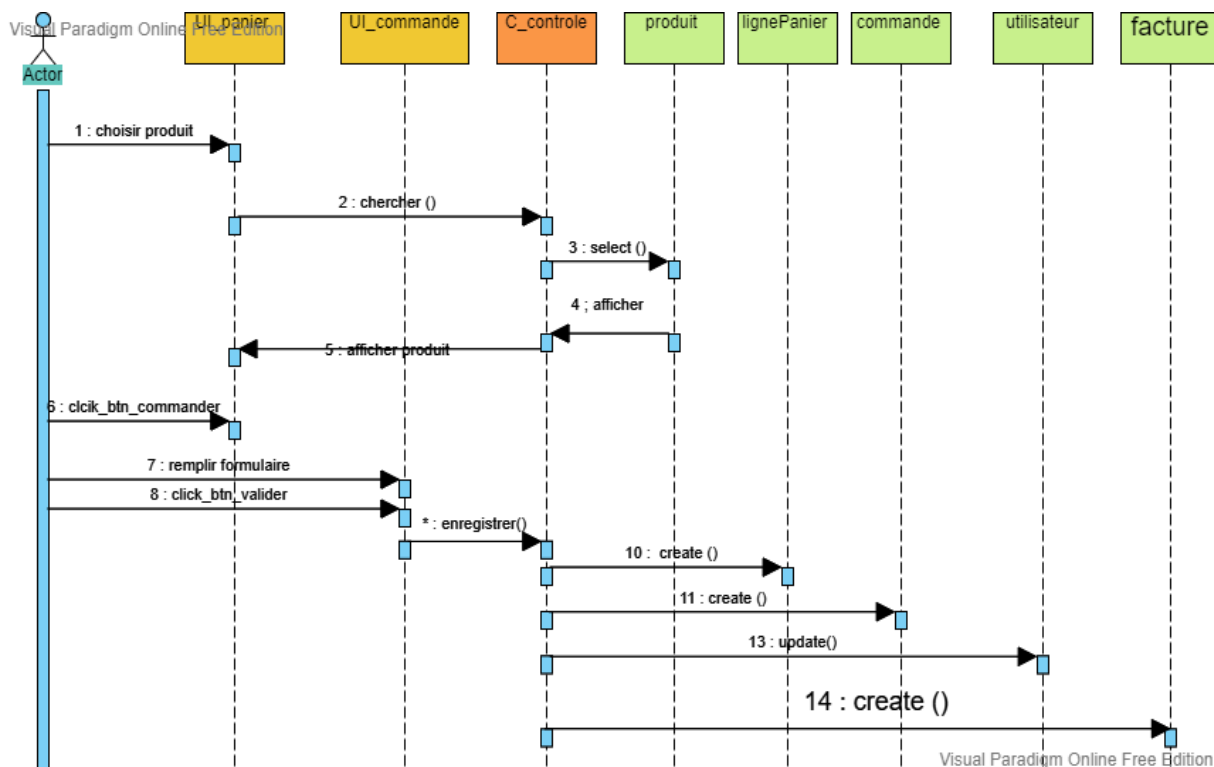 Visual Paradigm Online Free Edition
UI_panier
UI_commande
C_controle
produit
lignePanier
commande
utilisateur
facture
Actor
1 : choisir produit
2 : chercher ()
3 : select ()
4 ; afficher
5 : afficher produit
6 : clcik_btn_commander
7 : remplir formulaire
8 : click_btn_valider
* : enregistrer()
10 : create ()
11 : create ()
13 : update()
14 : create ()
Visual Paradigm Online Free Edition